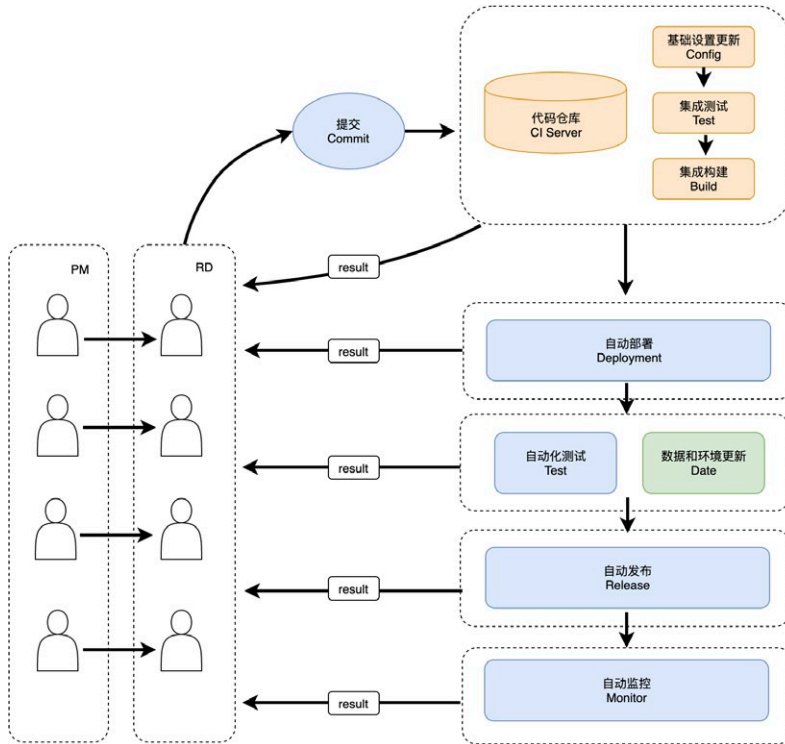 基础设置更新
Config
提交
Commit
代码仓库
CI Server
集成测试
Test
集成构建
Build
PM
RD
result
自动部署
Deployment
result
自动化测试
Test
数据和环境更新
Date
result
自动发布
Release
result
自动监控
Monitor
result